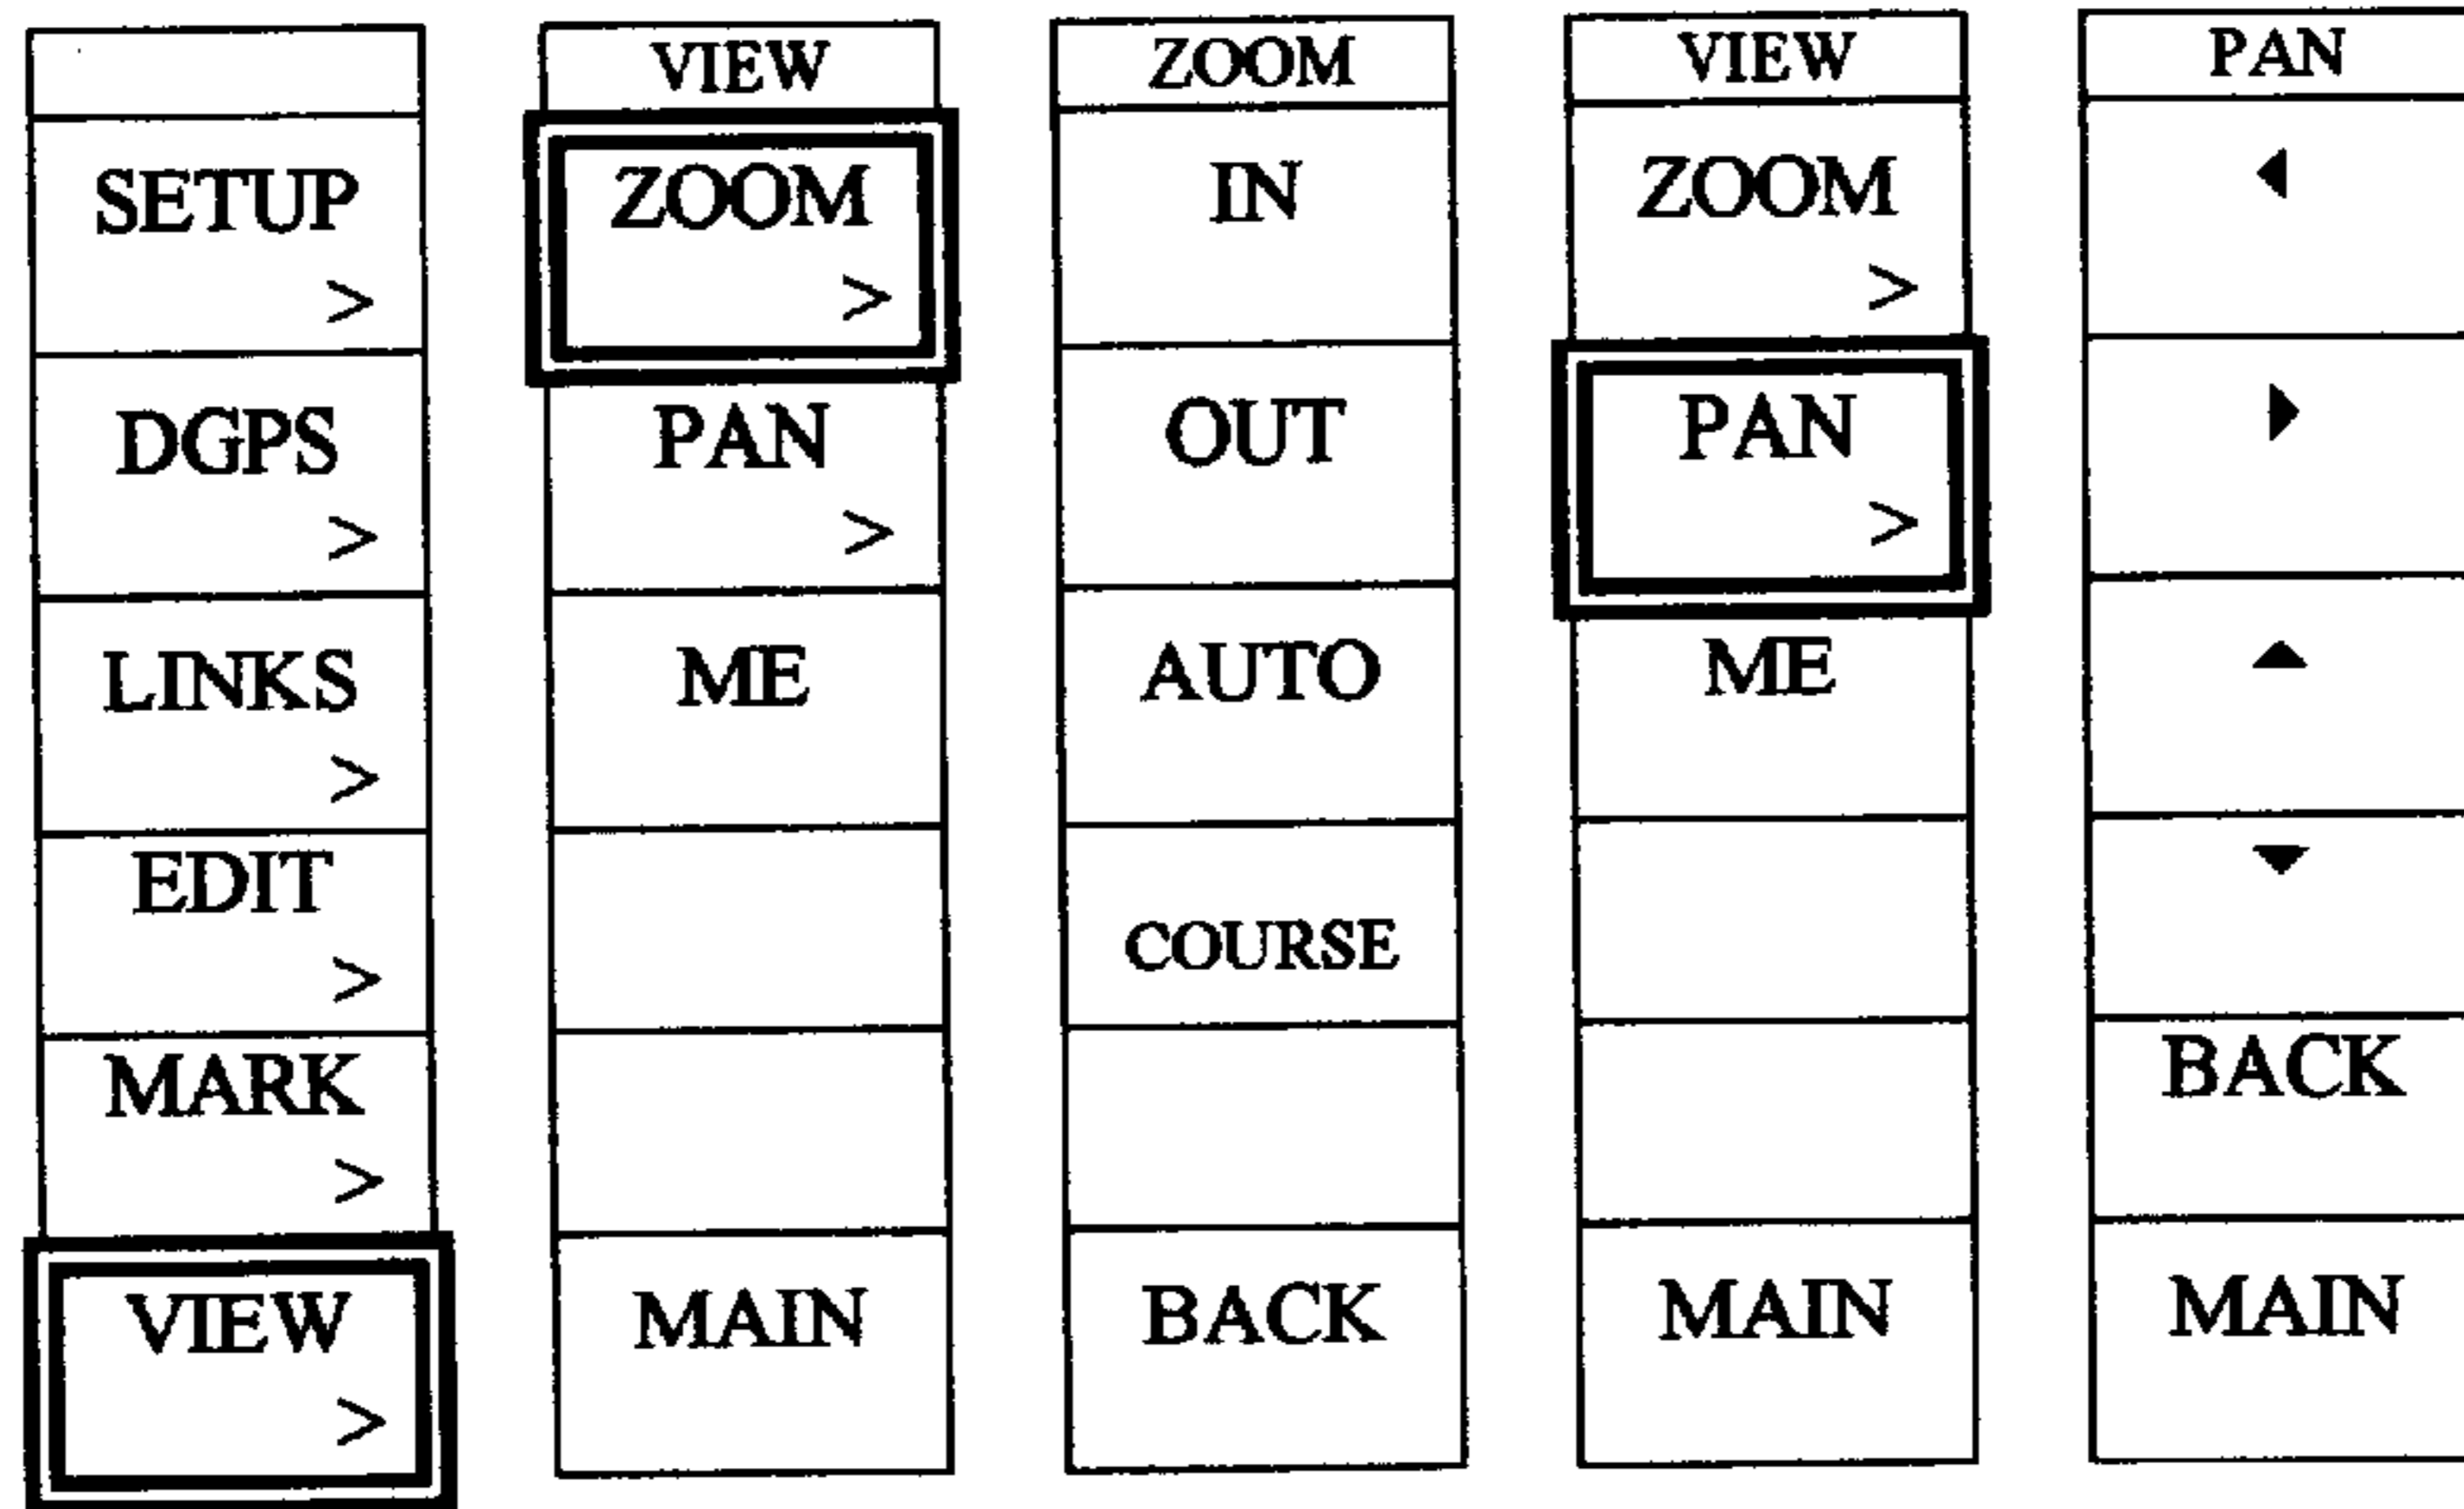 SETUP
>
DGPS
>
LINKS
>
EDIT
>
MARK
>
VIEW
>
VIEW
ZOOM
>
PAN
>
ME
MAIN
ZOOM
IN
OUT
AUTO
COURSE
BACK
VIEW
ZOOM
>
PAN
>
ME
MAIN
PAN
◀
▶
▲
▼
BACK
MAIN